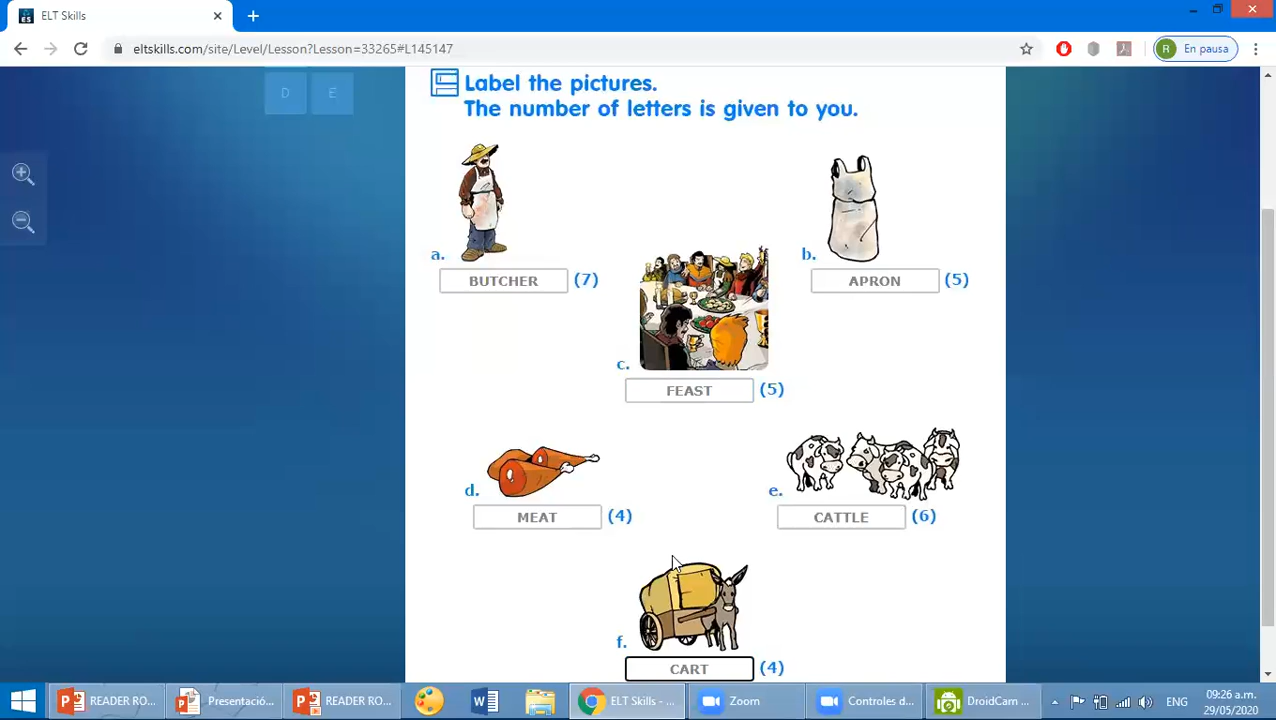 ELT Skills
eltskills.com/site/Level/Lesson?Lesson=33265#L145147
R En pausa
D E
Label the pictures.
The number of letters is given to you.
a.
BUTCHER (7)
b.
APRON (5)
c.
FEAST (5)
d.
MEAT (4)
e.
CATTLE (6)
f.
CART (4)
READER RO...
Presentació...
READER RO...
ELT Skills - ...
Zoom
Controles d...
DroidCam ...
ENG
09:26 a.m.
29/05/2020